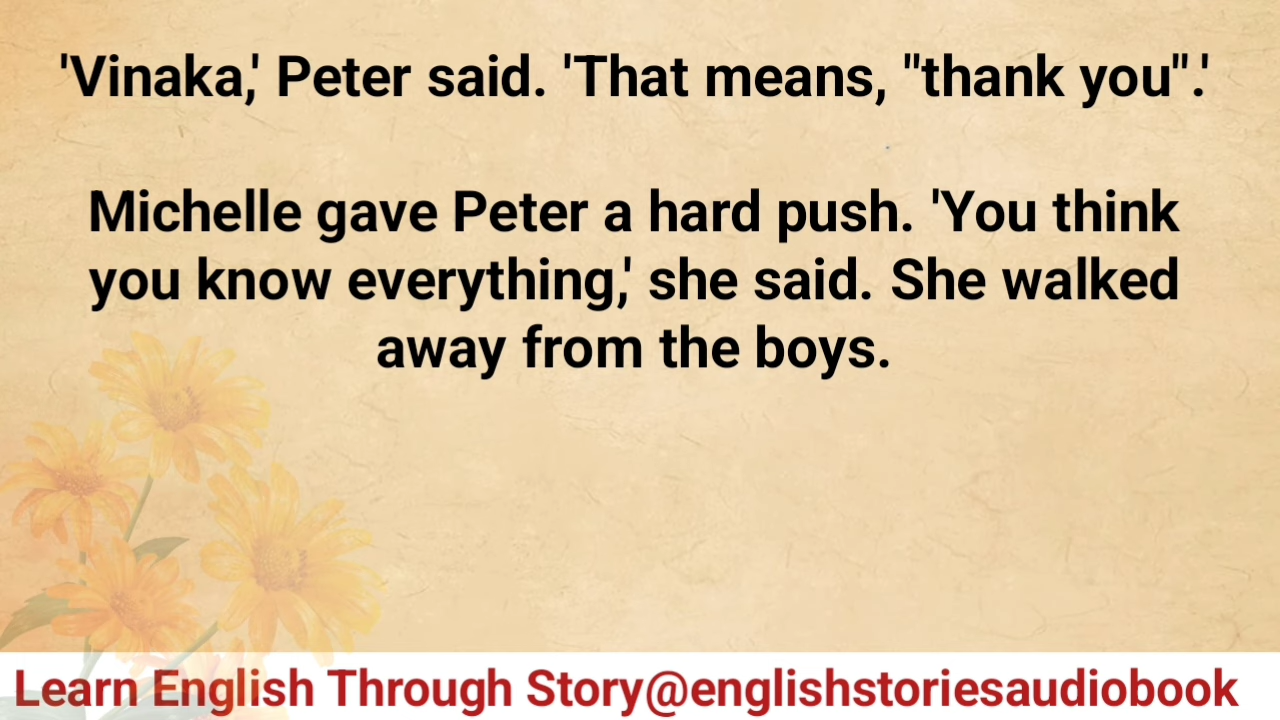 'Vinaka,' Peter said. 'That means, "thank you".'
Michelle gave Peter a hard push. 'You think
you know everything,' she said. She walked
away from the boys.
Learn English Through Story@englishstoriesaudiobook